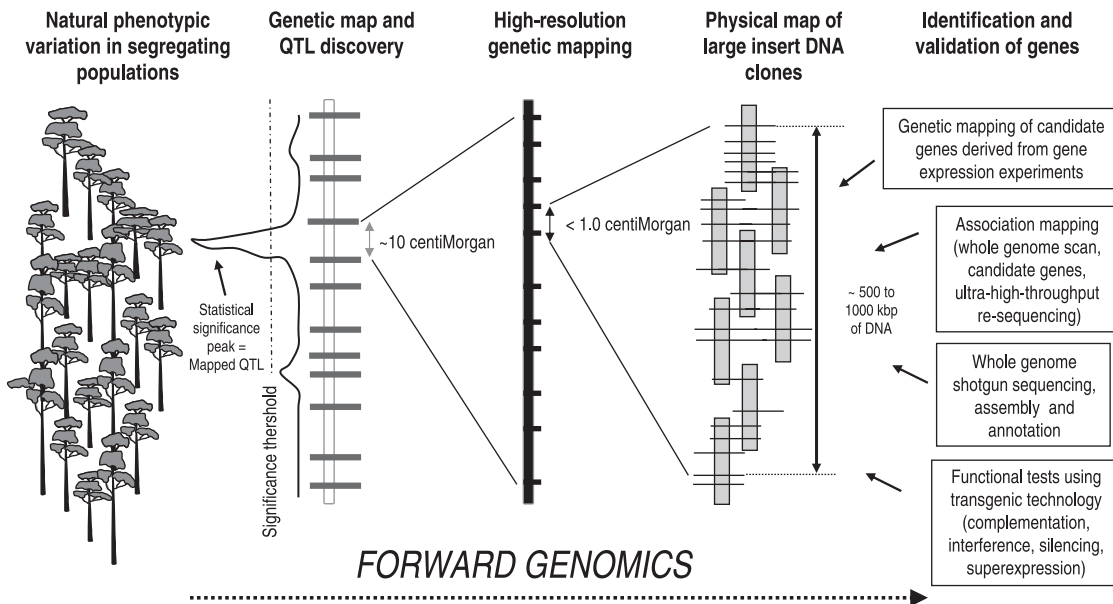 Natural phenotypic
variation in segregating
populations
Genetic map and
QTL discovery
High-resolution
genetic mapping
Physical map of
large insert DNA
clones
Identification and
validation of genes
Statistical
significance
peak =
Mapped QTL
Significance thershold
~10 centiMorgan
< 1.0 centiMorgan
~ 500 to
1000 kbp
of DNA
Genetic mapping of candidate
genes derived from gene
expression experiments
Association mapping
(whole genome scan,
candidate genes,
ultra-high-throughput
re-sequencing)
Whole genome
shotgun sequencing,
assembly and
annotation
Functional tests using
transgenic technology
(complementation,
interference, silencing,
superexpression)
FORWARD GENOMICS